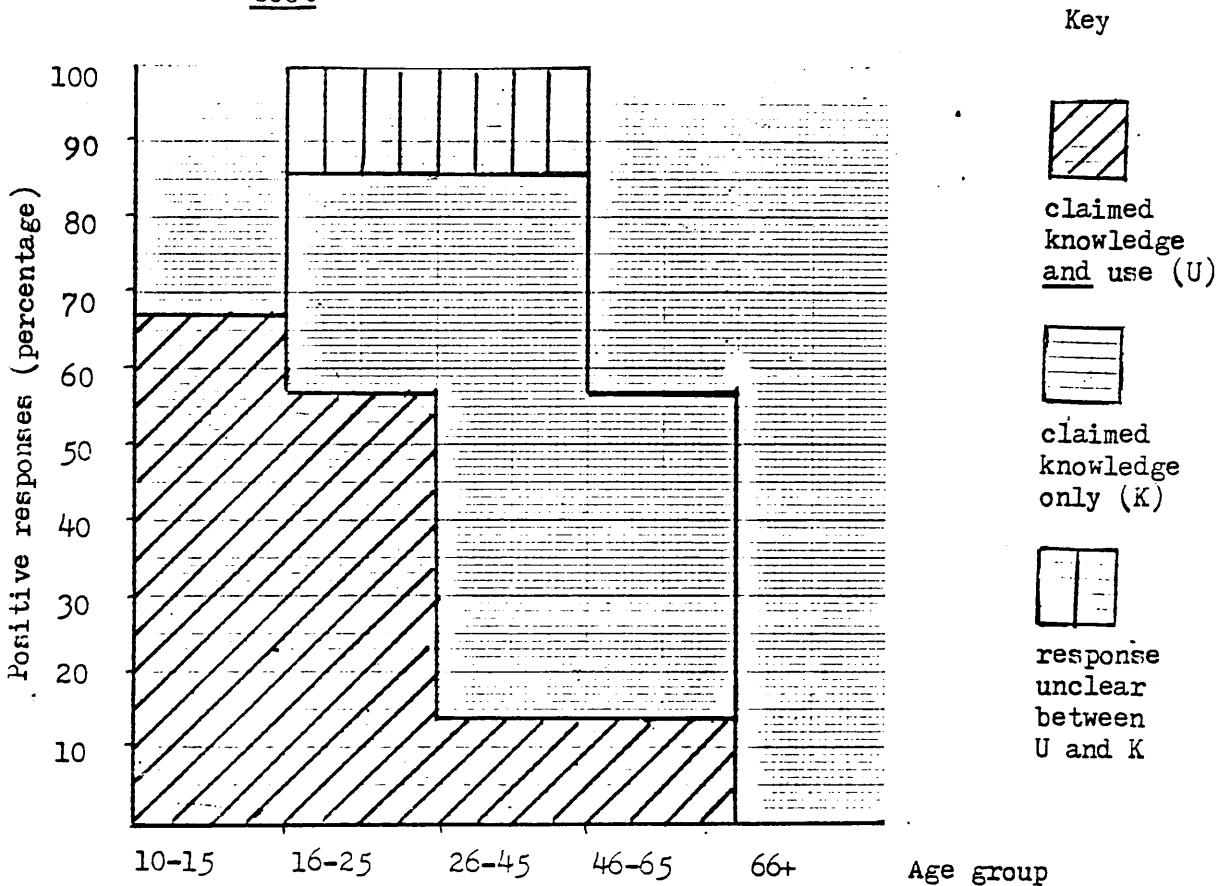 Key
100
90
80
70
60
50
40
30
20
10
Positive responses (percentage)
10-15 16-25 26-45 46-65 66+ Age group
claimed
knowledge
and use (U)
claimed
knowledge
only (K)
response
unclear
between
U and K